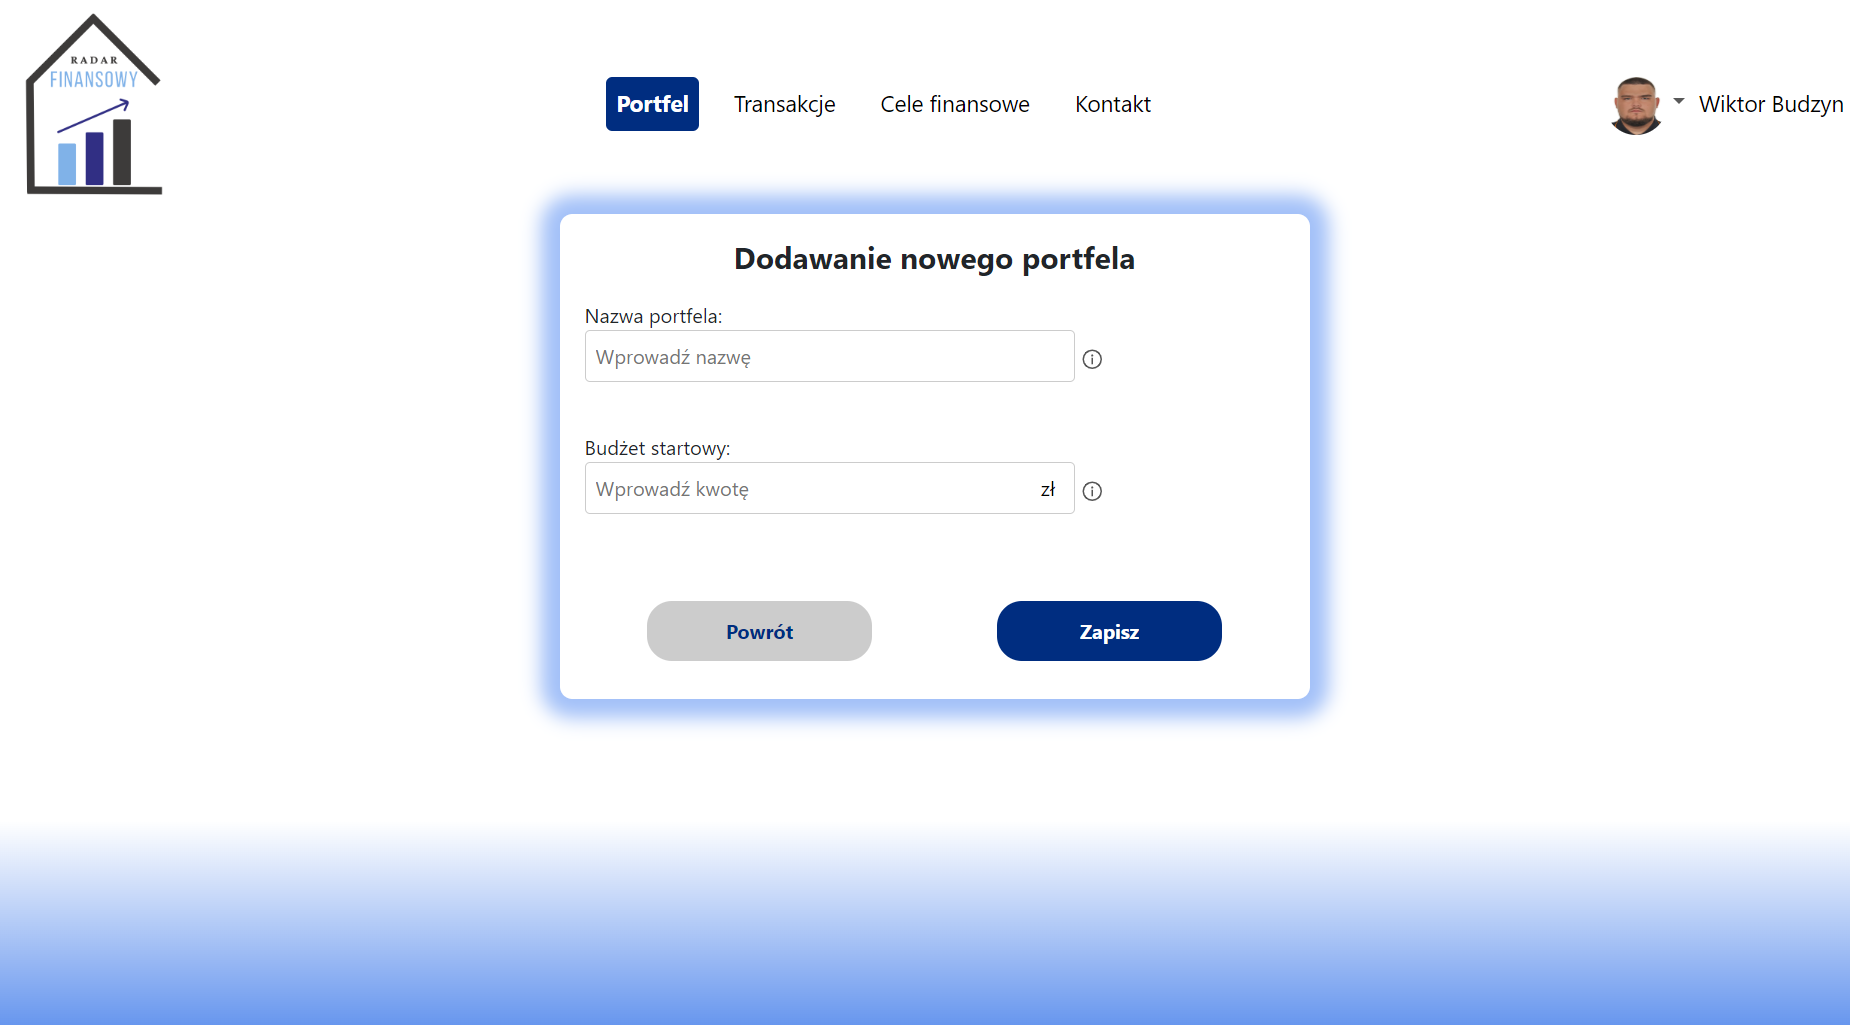 RADAR
FINANSOWY
Portfel
Transakcje
Cele finansowe
Kontakt
Wiktor Budzyn
Dodawanie nowego portfela
Nazwa portfela:
Wprowadź nazwę
Budżet startowy:
Wprowadź kwotę zł
Powrót
Zapisz